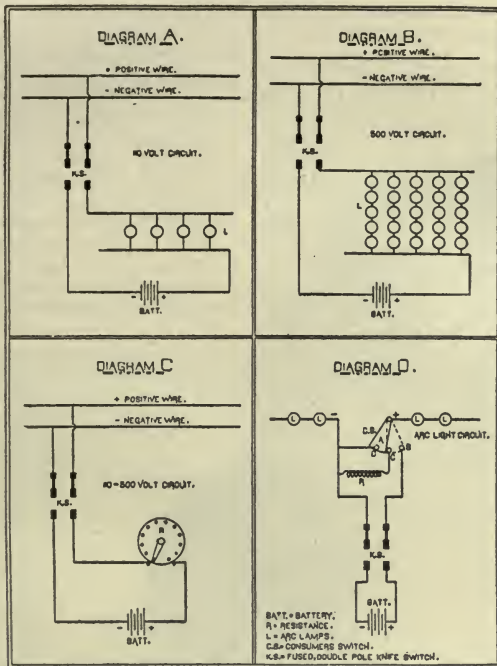 DIAGRAM A.
+ POSITIVE WIRE.
- NEGATIVE WIRE.
110 VOLT CIRCUIT.
K.S.
L
- +
BATT.
DIAGRAM B.
+ POSITIVE WIRE.
- NEGATIVE WIRE.
500 VOLT CIRCUIT.
K.S.
L
- +
BATT.
DIAGRAM C
+ POSITIVE WIRE.
- NEGATIVE WIRE.
110-500 VOLT CIRCUIT.
K.S.
R
- +
BATT.
DIAGRAM D.
L L - + L L
C.S. ARC LIGHT CIRCUIT.
A B
D C
R
K.S.
- +
BATT.
BATT.= BATTERY.
R = RESISTANCE.
L = ARC LAMPS.
C.S.= CONSUMERS SWITCH.
K.S.= FUSED, DOUBLE POLE KNIFE SWITCH.